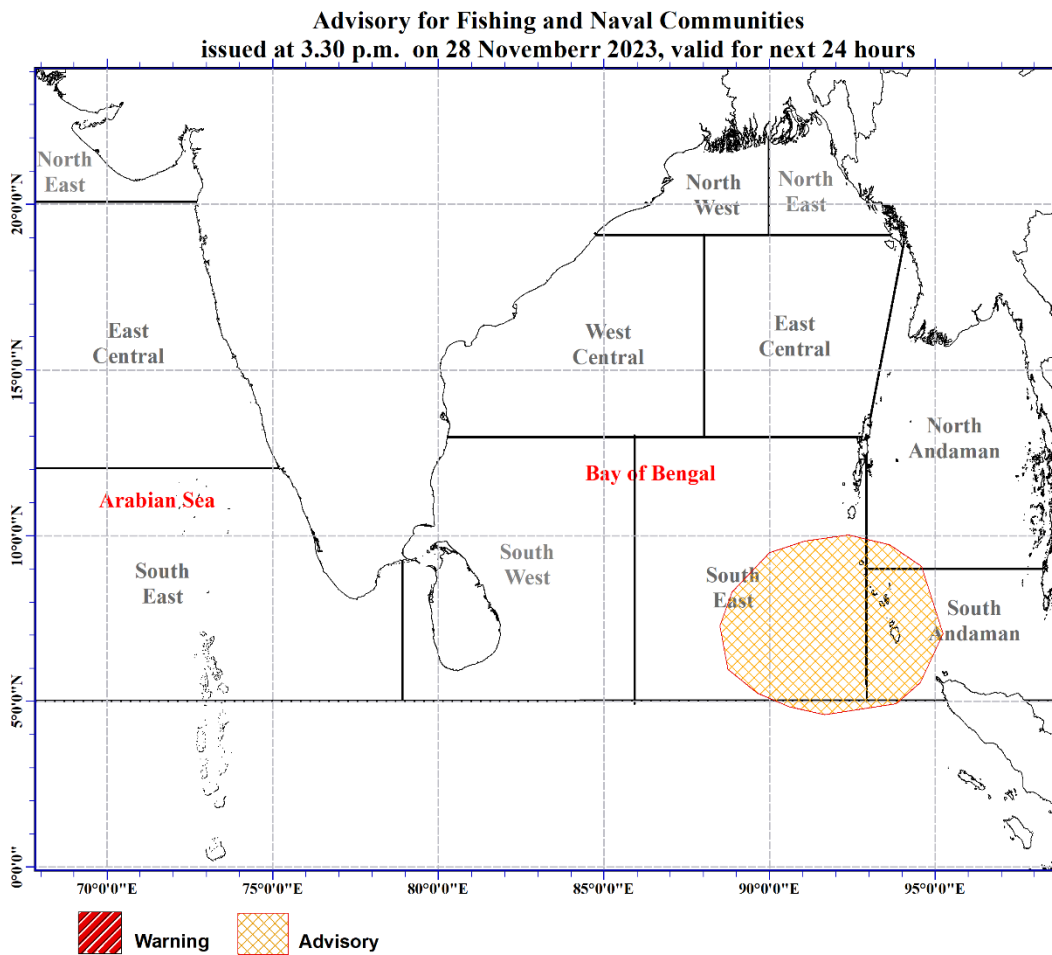 Advisory for Fishing and Naval Communities
issued at 3.30 p.m. on 28 Novemberr 2023, valid for next 24 hours
North
East
North
West
North
East
East
Central
West
Central
East
Central
North
Andaman
Bay of Bengal
Arabian Sea
South
East
South
West
South
East
South
Andaman
20°0'0"N
15°0'0"N
10°0'0"N
5°0'0"N
0°0'0"
70°0'0"E
75°0'0"E
80°0'0"E
85°0'0"E
90°0'0"E
95°0'0"E
Warning
Advisory